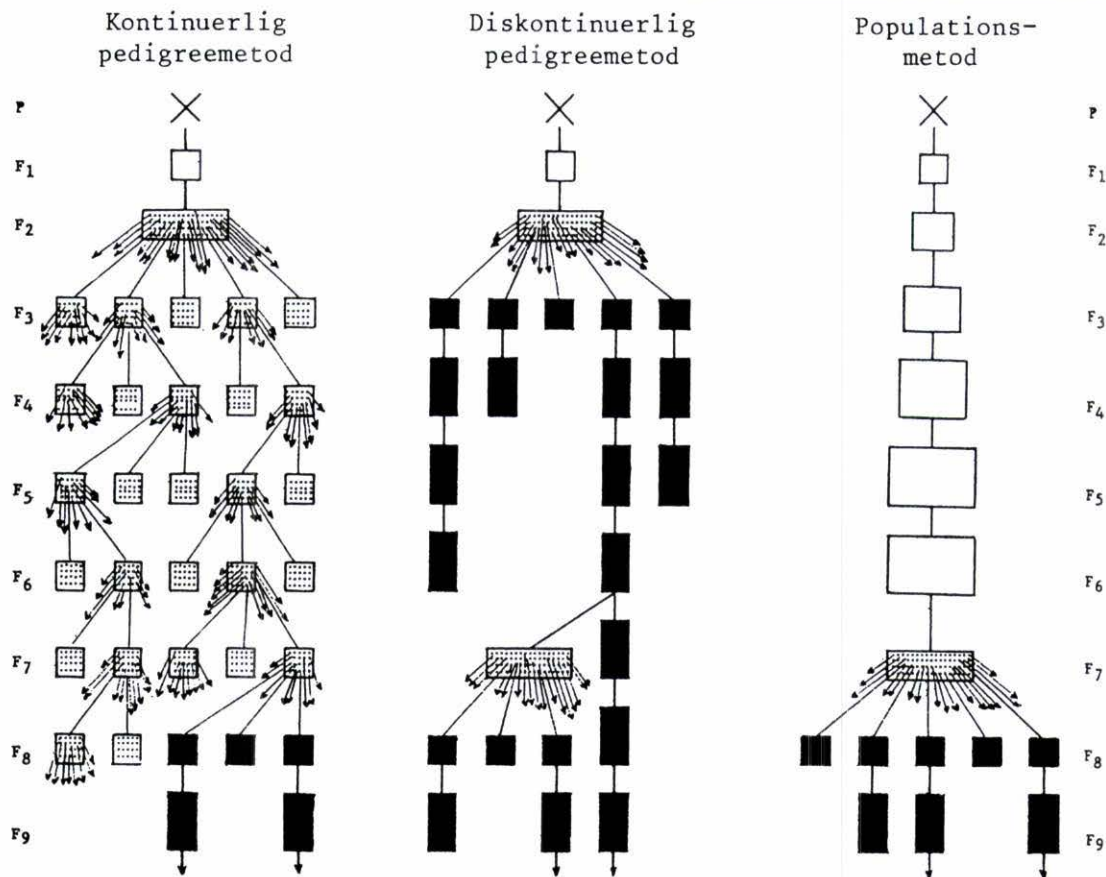 Kontinuerlig
pedigreemetod
Diskontinuerlig
pedigreemetod
Populations-
metod
P
F1
F2
F3
F4
F5
F6
F7
F8
F9
P
F1
F2
F3
F4
F5
F6
F7
F8
F9